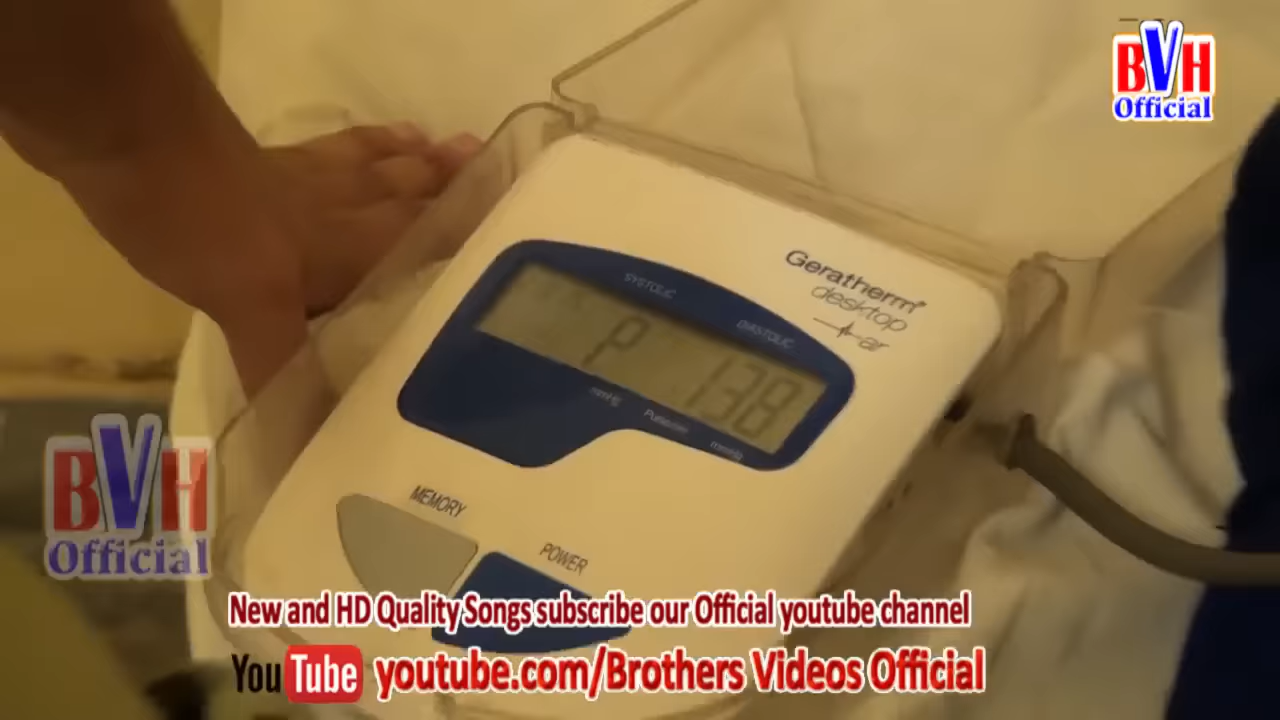 BVH
Official
Geratherm®
desktop
air
SYSTOLIC
DIASTOLIC
P 138
mmHg
Pulse/min
mmHg
MEMORY
BVH
Official
POWER
New and HD Quality Songs subscribe our Official youtube channel
YouTube youtube.com/Brothers Videos Official